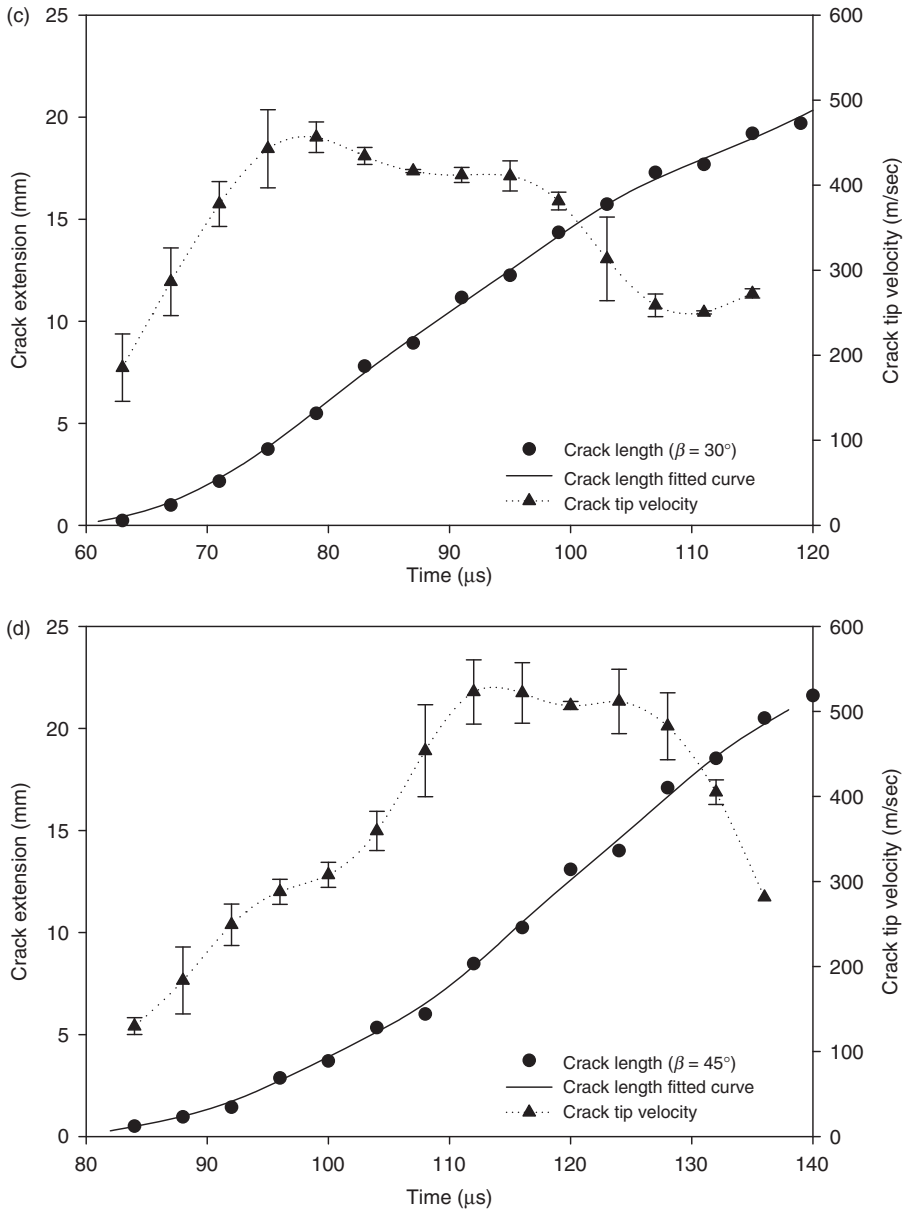 (c)
25
20
15
10
5
0
Crack extension (mm)
600
500
400
300
200
100
0
Crack tip velocity (m/sec)
Crack length (β = 30°)
Crack length fitted curve
Crack tip velocity
60 70 80 90 100 110 120
Time (μs)
(d)
25
20
15
10
5
0
Crack extension (mm)
600
500
400
300
200
100
0
Crack tip velocity (m/sec)
Crack length (β = 45°)
Crack length fitted curve
Crack tip velocity
80 90 100 110 120 130 140
Time (μs)